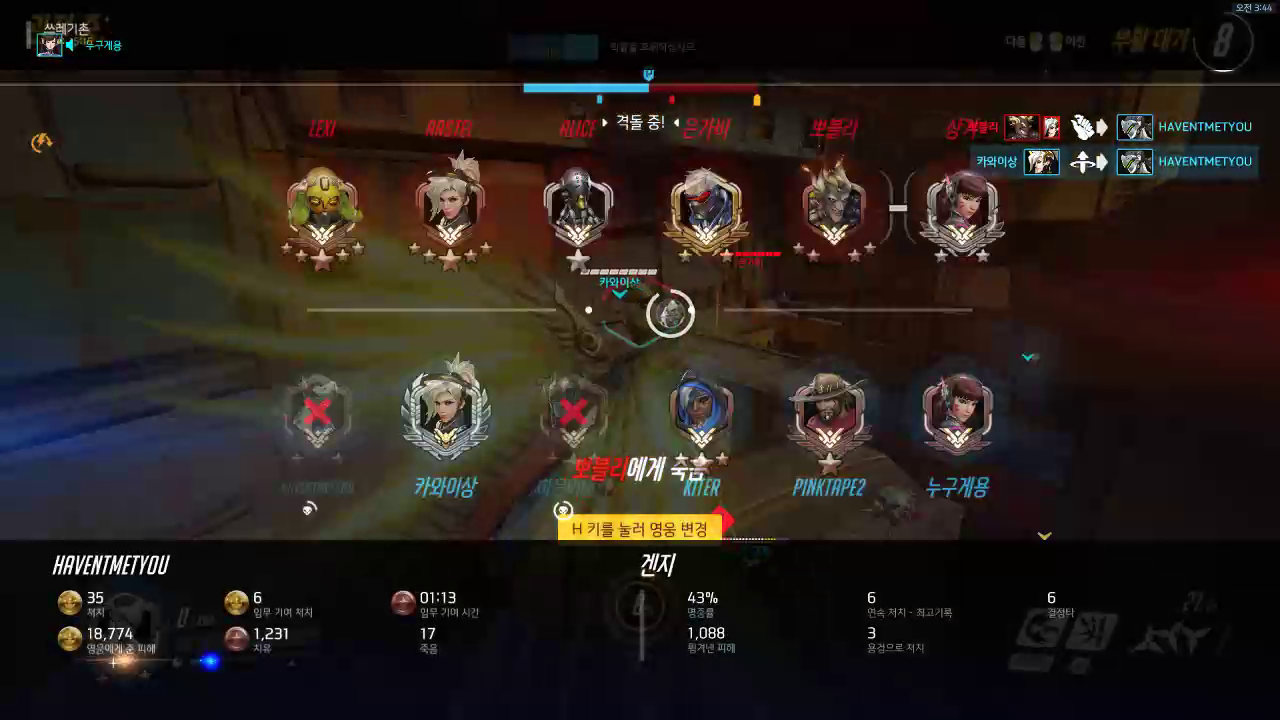 오전 3:44
쓰레기촌
누구게용
부활 대기 8
격돌 중!
LEXI
ALICE
은가비
뽀블리
뽀블리 HAVENTMETYOU
카와이상 HAVENTMETYOU
카와이상
HAVENTMETYOU
카와이상
KITER
PINKTAPE2
누구게용
뽀블리에게 죽음
H 키를 눌러 영웅 변경
HAVENTMETYOU
겐지
35
처치
6
임무 기여 처치
01:13
임무 기여 시간
43%
명중률
6
연속 처치 - 최고기록
6
결정타
18,774
영웅에게 준 피해
1,231
치유
17
죽음
1,088
튕겨낸 피해
3
용검으로 처치